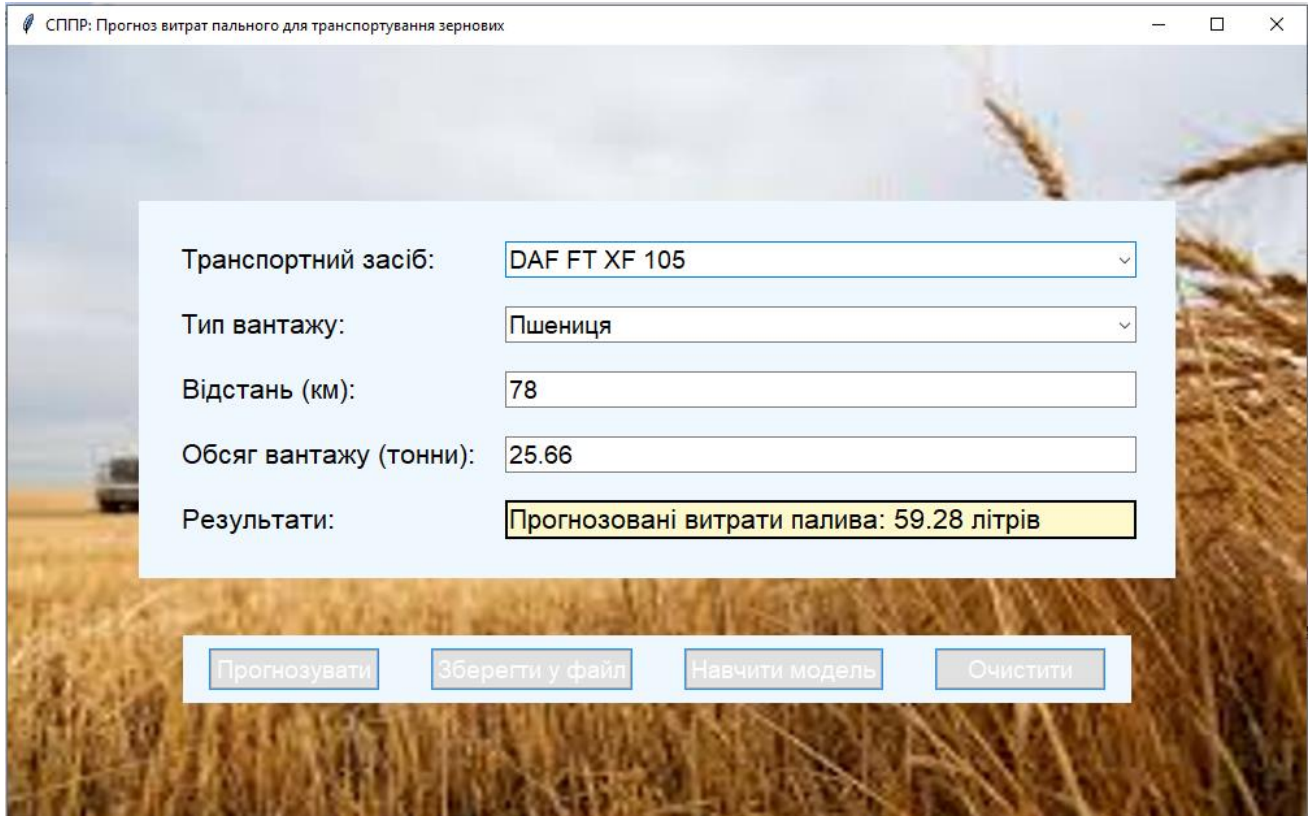 СППР: Прогноз витрат пального для транспортування зернових
Транспортний засіб: DAF FT XF 105
Тип вантажу: Пшениця
Відстань (км): 78
Обсяг вантажу (тонни): 25.66
Результати: Прогнозовані витрати палива: 59.28 літрів
Прогнозувати Зберегти у файл Навчити модель Очистити